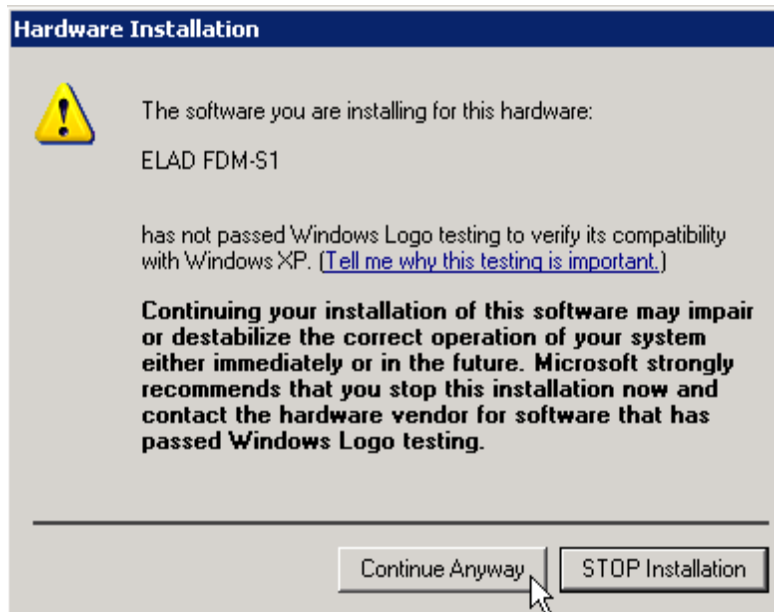 Hardware Installation
The software you are installing for this hardware:
ELAD FDM-S1
has not passed Windows Logo testing to verify its compatibility
with Windows XP. (Tell me why this testing is important.)
Continuing your installation of this software may impair
or destabilize the correct operation of your system
either immediately or in the future. Microsoft strongly
recommends that you stop this installation now and
contact the hardware vendor for software that has
passed Windows Logo testing.
Continue Anyway
STOP Installation